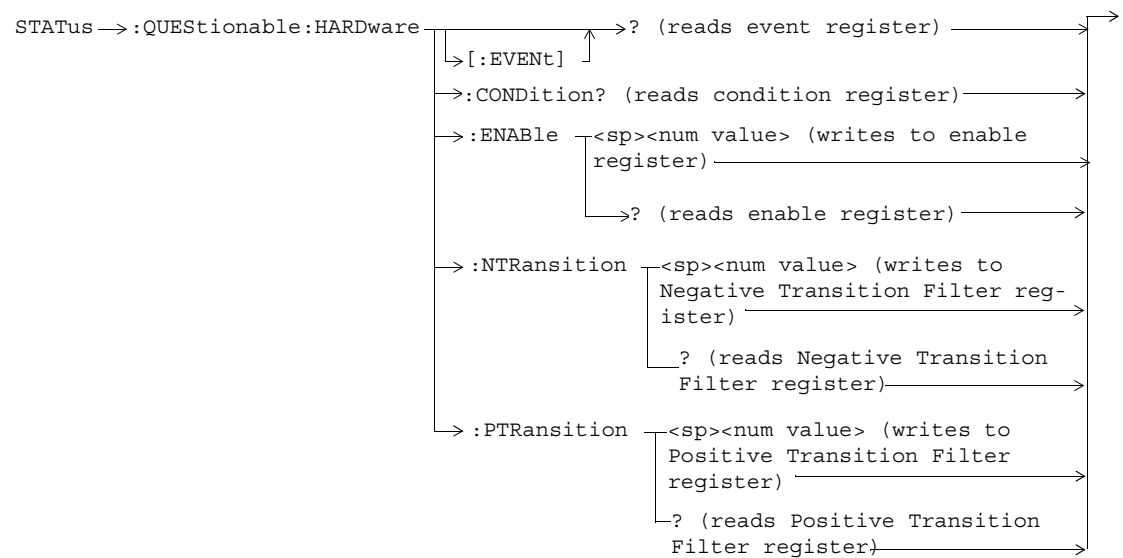 STATus :QUEStionable:HARDware ? (reads event register)
[:EVENt]
:CONDition? (reads condition register)
:ENABle <sp><num value> (writes to enable
register)
? (reads enable register)
:NTRansition <sp><num value> (writes to
Negative Transition Filter reg-
ister)
? (reads Negative Transition
Filter register)
:PTRansition <sp><num value> (writes to
Positive Transition Filter
register)
? (reads Positive Transition
Filter register)